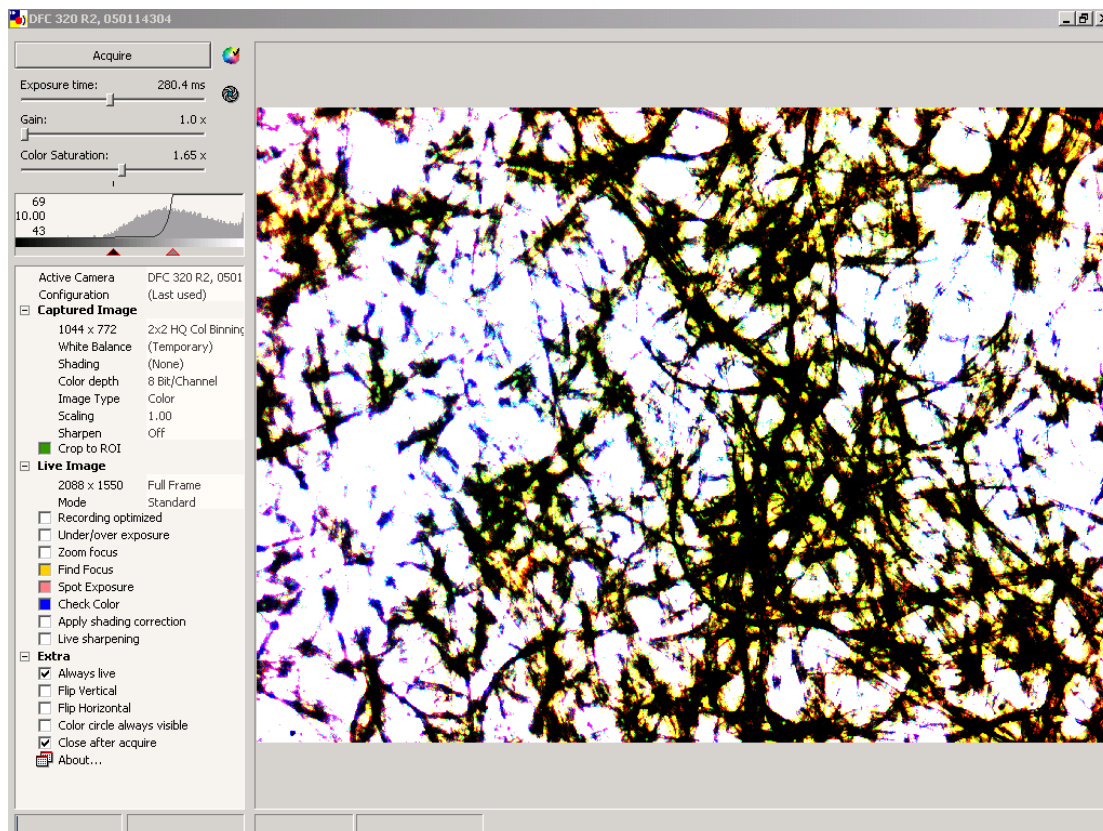 DFC 320 R2, 050114304
Acquire
Exposure time: 280.4 ms
Gain: 1.0 x
Color Saturation: 1.65 x
69
10.00
43
Active Camera DFC 320 R2, 0501
Configuration (Last used)
Captured Image
1044 x 772 2x2 HQ Col Binning
White Balance (Temporary)
Shading (None)
Color depth 8 Bit/Channel
Image Type Color
Scaling 1.00
Sharpen Off
Crop to ROI
Live Image
2088 x 1550 Full Frame
Mode Standard
Recording optimized
Under/over exposure
Zoom focus
Find Focus
Spot Exposure
Check Color
Apply shading correction
Live sharpening
Extra
Always live
Flip Vertical
Flip Horizontal
Color circle always visible
Close after acquire
About...